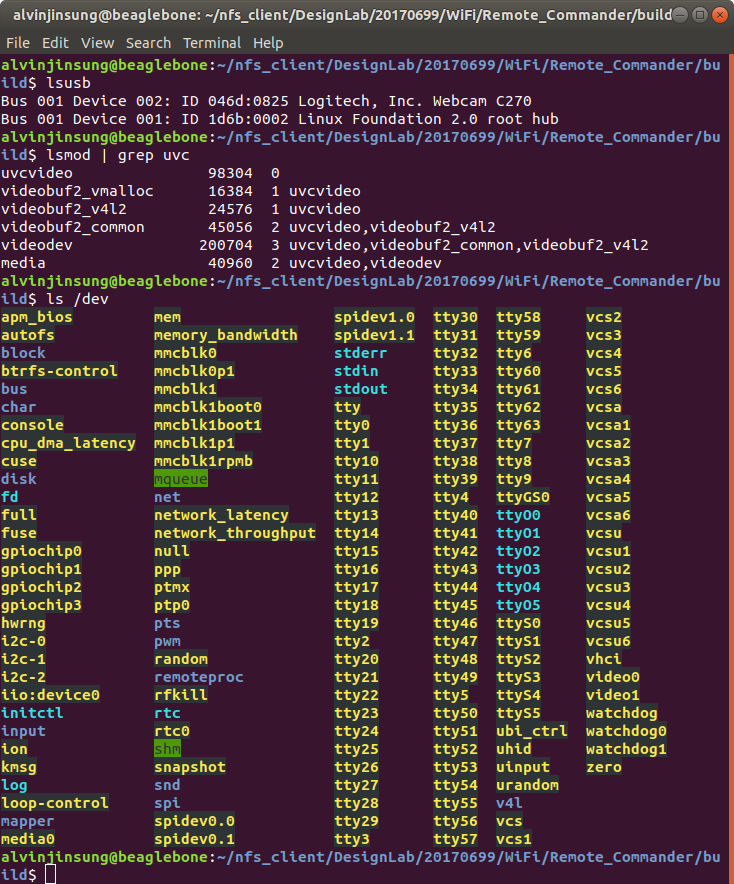 alvinjinsung@beaglebone: ~/nfs_client/DesignLab/20170699/WiFi/Remote_Commander/build
File Edit View Search Terminal Help
alvinjinsung@beaglebone:~/nfs_client/DesignLab/20170699/WiFi/Remote_Commander/bu
ild$ lsusb
Bus 001 Device 002: ID 046d:0825 Logitech, Inc. Webcam C270
Bus 001 Device 001: ID 1d6b:0002 Linux Foundation 2.0 root hub
alvinjinsung@beaglebone:~/nfs_client/DesignLab/20170699/WiFi/Remote_Commander/bu
ild$ lsmod | grep uvc
uvcvideo 98304 0
videobuf2_vmalloc 16384 1 uvcvideo
videobuf2_v4l2 24576 1 uvcvideo
videobuf2_common 45056 2 uvcvideo,videobuf2_v4l2
videodev 200704 3 uvcvideo,videobuf2_common,videobuf2_v4l2
media 40960 2 uvcvideo,videodev
alvinjinsung@beaglebone:~/nfs_client/DesignLab/20170699/WiFi/Remote_Commander/bu
ild$ ls /dev
apm_bios mem spidev1.0 tty30 tty58 vcs2
autofs memory_bandwidth spidev1.1 tty31 tty59 vcs3
block mmcblk0 stderr tty32 tty6 vcs4
btrfs-control mmcblk0p1 stdin tty33 tty60 vcs5
bus mmcblk1 stdout tty34 tty61 vcs6
char mmcblk1boot0 tty tty35 tty62 vcsa
console mmcblk1boot1 tty0 tty36 tty63 vcsa1
cpu_dma_latency mmcblk1p1 tty1 tty37 tty7 vcsa2
cuse mmcblk1rpmb tty10 tty38 tty8 vcsa3
disk mqueue tty11 tty39 tty9 vcsa4
fd net tty12 tty4 ttyGS0 vcsa5
full network_latency tty13 tty40 ttyO0 vcsa6
fuse network_throughput tty14 tty41 ttyO1 vcsu
gpiochip0 null tty15 tty42 ttyO2 vcsu1
gpiochip1 ppp tty16 tty43 ttyO3 vcsu2
gpiochip2 ptmx tty17 tty44 ttyO4 vcsu3
gpiochip3 ptp0 tty18 tty45 ttyO5 vcsu4
hwrng pts tty19 tty46 ttyS0 vcsu5
i2c-0 pwm tty2 tty47 ttyS1 vcsu6
i2c-1 random tty20 tty48 ttyS2 vhci
i2c-2 remoteproc tty21 tty49 ttyS3 video0
iio:device0 rfkill tty22 tty5 ttyS4 video1
initctl rtc tty23 tty50 ttyS5 watchdog
input rtc0 tty24 tty51 ubi_ctrl watchdog0
ion shm tty25 tty52 uhid watchdog1
kmsg snapshot tty26 tty53 uinput zero
log snd tty27 tty54 urandom
loop-control spi tty28 tty55 v4l
mapper spidev0.0 tty29 tty56 vcs
media0 spidev0.1 tty3 tty57 vcs1
alvinjinsung@beaglebone:~/nfs_client/DesignLab/20170699/WiFi/Remote_Commander/bu
ild$